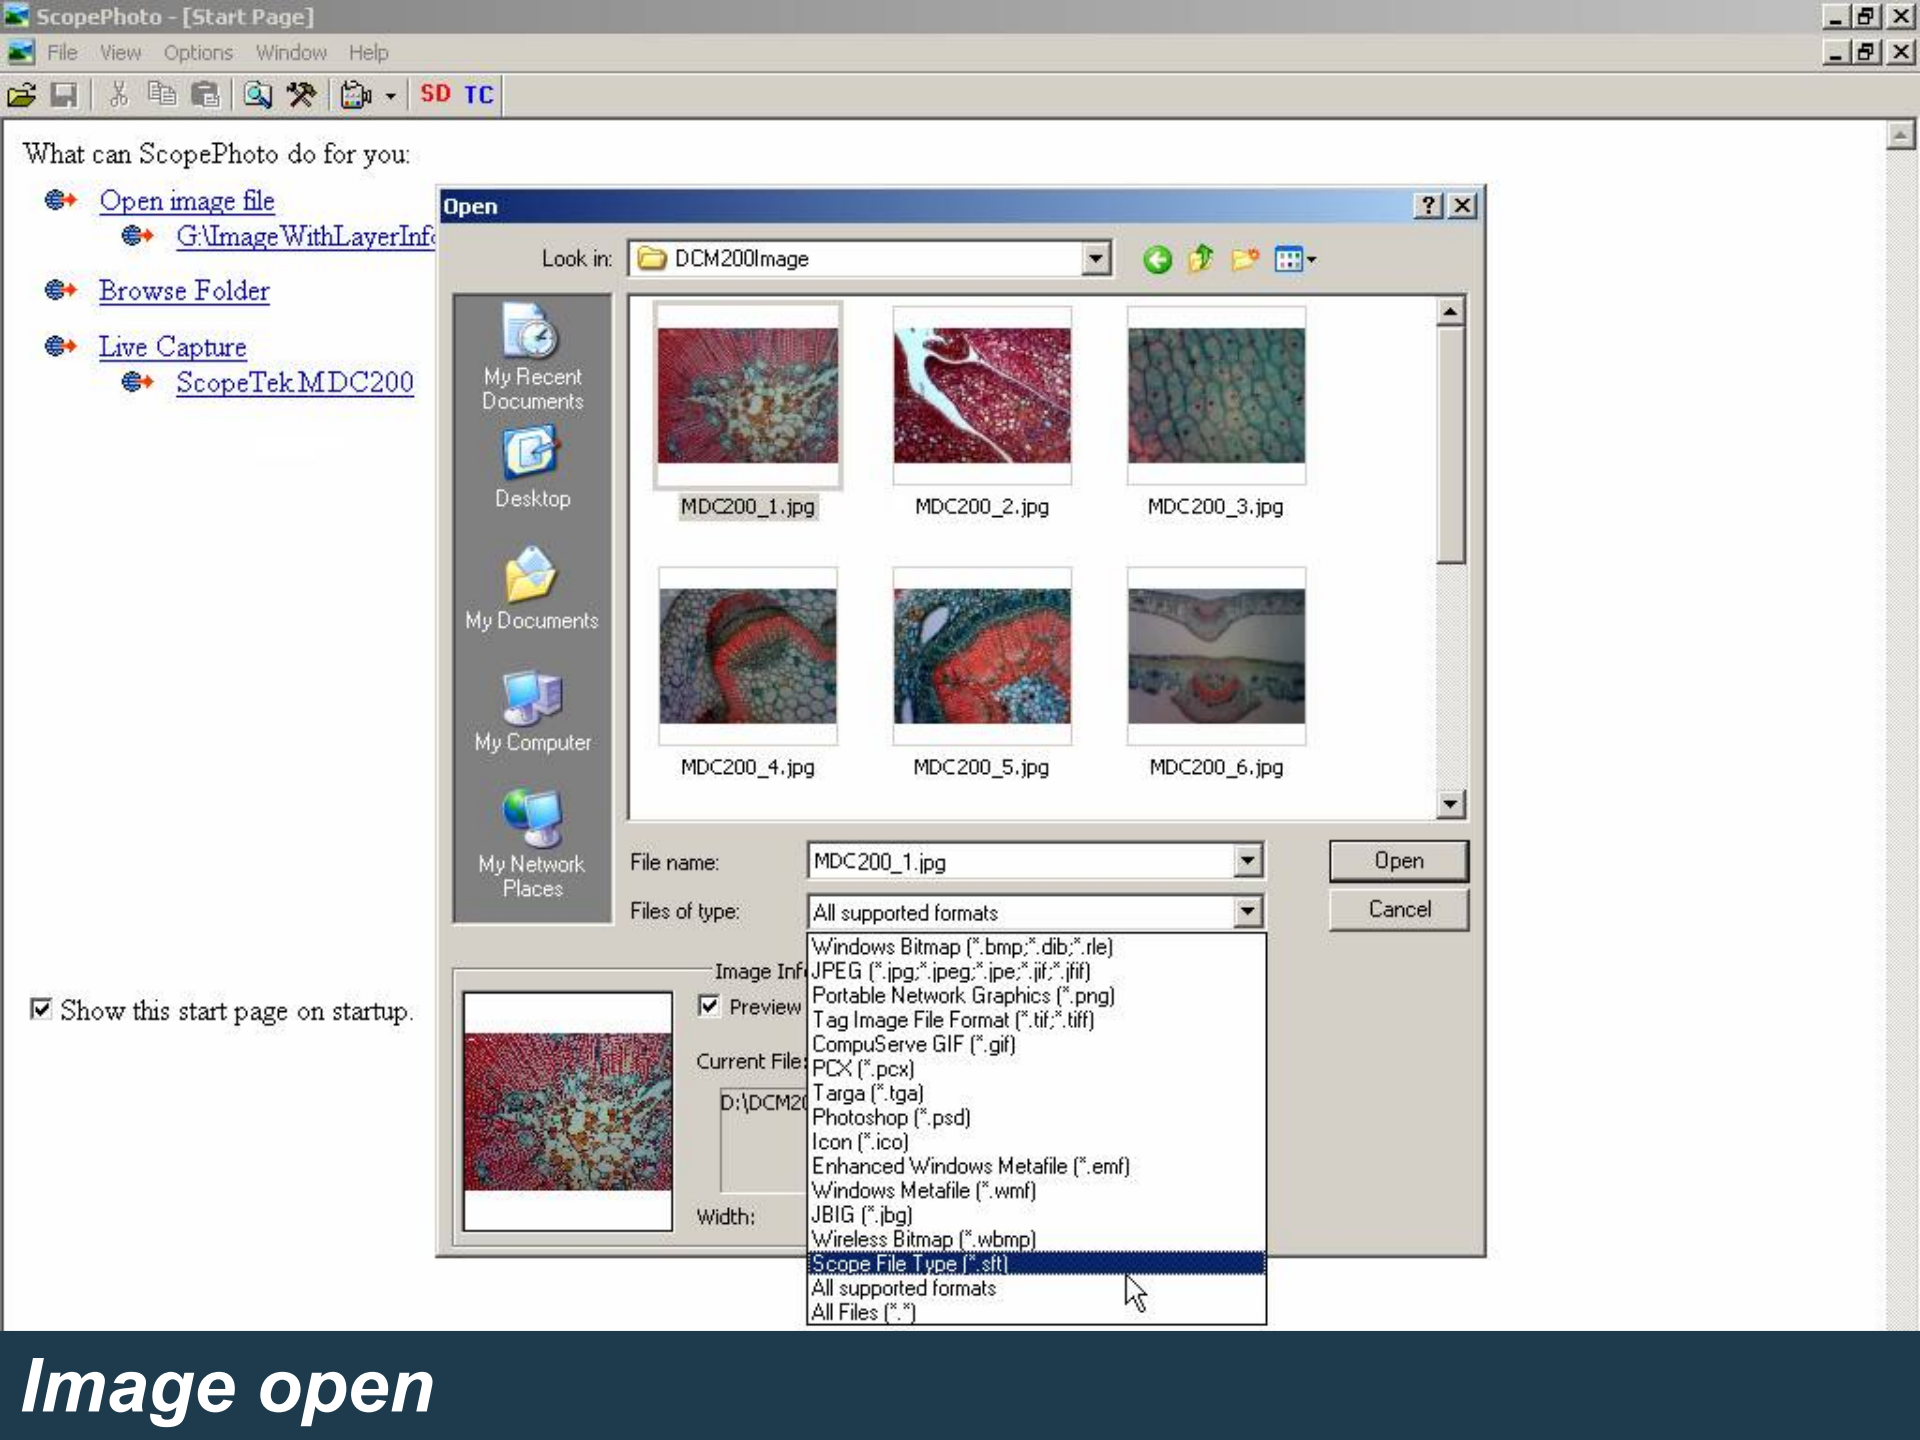 ScopePhoto - [Start Page]
File View Options Window Help
SD TC
What can ScopePhoto do for you:
Open image file
G:\ImageWithLayerInfo
Browse Folder
Live Capture
ScopeTek MDC200
Show this start page on startup.
Open
Look in: DCM200Image
My Recent
Documents
Desktop
My Documents
My Computer
My Network
Places
MDC200_1.jpg MDC200_2.jpg MDC200_3.jpg
MDC200_4.jpg MDC200_5.jpg MDC200_6.jpg
File name: MDC200_1.jpg Open
Files of type: All supported formats Cancel
Windows Bitmap (*.bmp;*.dib;*.rle)
JPEG (*.jpg;*.jpeg;*.jpe;*.jif;*.jfif)
Portable Network Graphics (*.png)
Tag Image File Format (*.tif;*.tiff)
CompuServe GIF (*.gif)
PCX (*.pcx)
Targa (*.tga)
Photoshop (*.psd)
Icon (*.ico)
Enhanced Windows Metafile (*.emf)
Windows Metafile (*.wmf)
JBIG (*.jbg)
Wireless Bitmap (*.wbmp)
Scope File Type (*.sft)
All supported formats
All Files (*.*)
Image Inf
Preview
Current File:
D:\DCM20
Width:
Image open